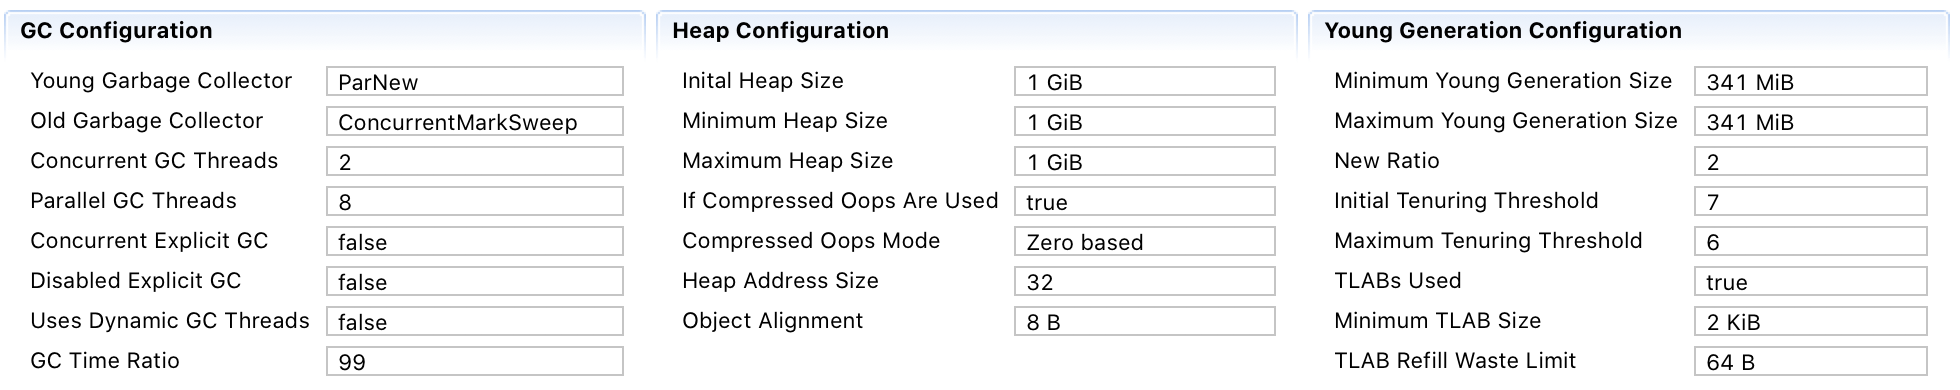 GC Configuration
Young Garbage Collector ParNew
Old Garbage Collector ConcurrentMarkSweep
Concurrent GC Threads 2
Parallel GC Threads 8
Concurrent Explicit GC false
Disabled Explicit GC false
Uses Dynamic GC Threads false
GC Time Ratio 99
Heap Configuration
Inital Heap Size 1 GiB
Minimum Heap Size 1 GiB
Maximum Heap Size 1 GiB
If Compressed Oops Are Used true
Compressed Oops Mode Zero based
Heap Address Size 32
Object Alignment 8 B
Young Generation Configuration
Minimum Young Generation Size 341 MiB
Maximum Young Generation Size 341 MiB
New Ratio 2
Initial Tenuring Threshold 7
Maximum Tenuring Threshold 6
TLABs Used true
Minimum TLAB Size 2 KiB
TLAB Refill Waste Limit 64 B